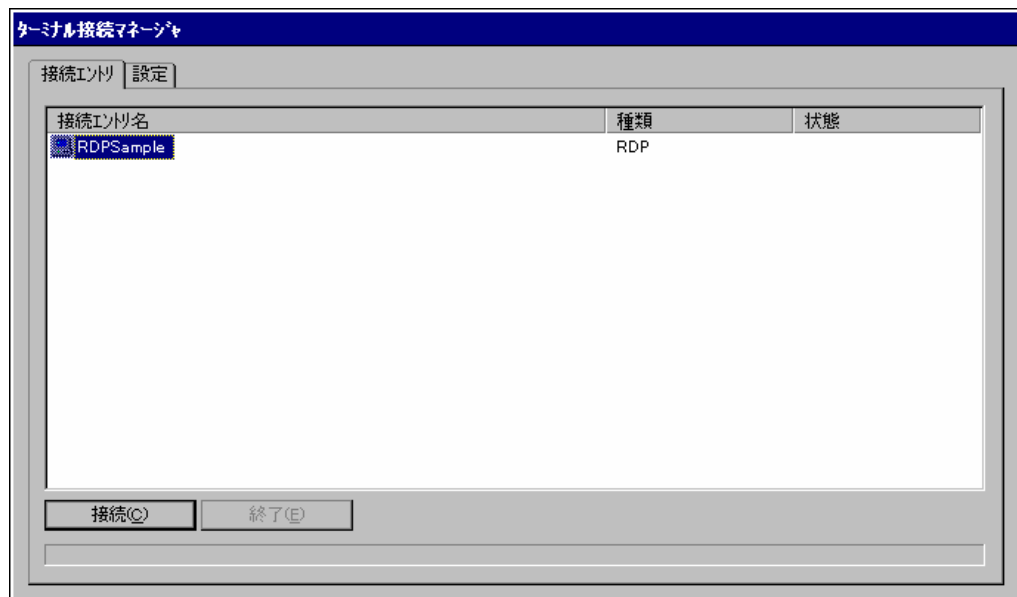 ﾀｰﾐﾅﾙ接続ﾏﾈｰｼﾞｬ
接続ｴﾝﾄﾘ 設定
接続ｴﾝﾄﾘ名 種類 状態
RDPSample RDP
接続(C) 終了(E)